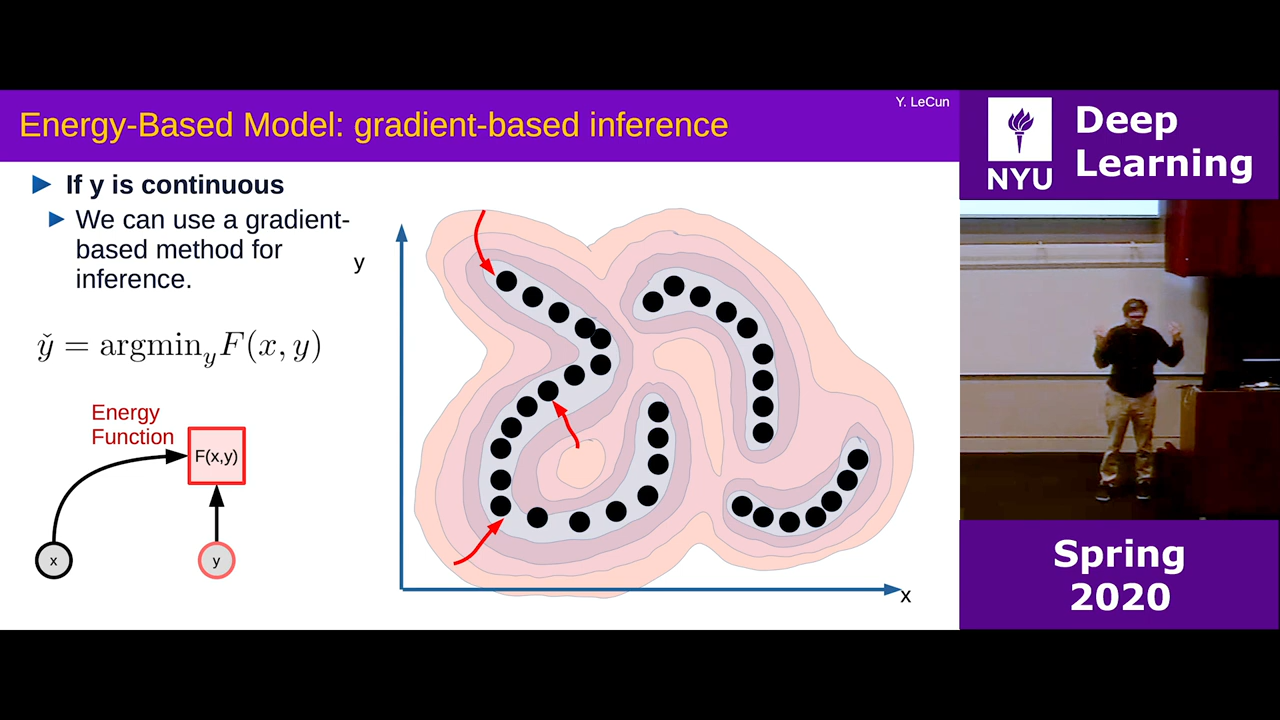 Y. LeCun
Energy-Based Model: gradient-based inference
► If y is continuous
► We can use a gradient-
based method for
inference.
y̌ = argmin_y F(x, y)
Energy
Function
F(x,y)
x
y
y
x
NYU
Deep
Learning
Spring
2020